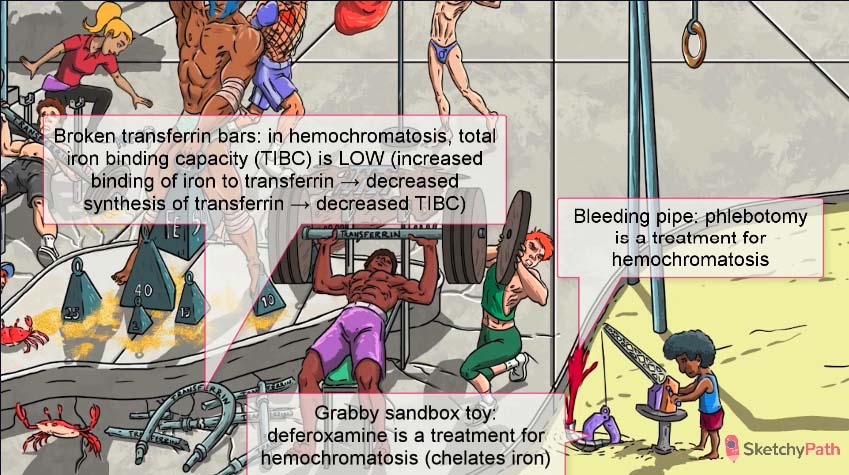 Broken transferrin bars: in hemochromatosis, total
iron binding capacity (TIBC) is LOW (increased
binding of iron to transferrin → decreased
synthesis of transferrin → decreased TIBC)
Bleeding pipe: phlebotomy
is a treatment for
hemochromatosis
TRANSFERRIN
40
10
TRANSFERRIN
TRANSFERRIN
Grabby sandbox toy:
deferoxamine is a treatment for
hemochromatosis (chelates iron)
SketchyPath